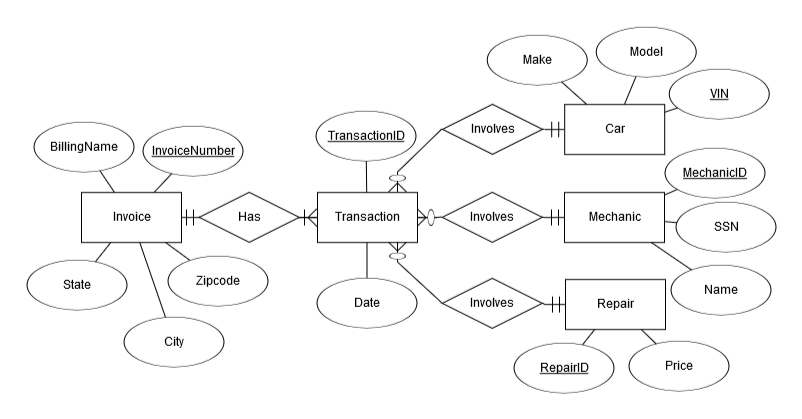 Model
Make
VIN
Involves
Car
TransactionID
BillingName
InvoiceNumber
MechanicID
Invoice
Has
Transaction
Involves
Mechanic
SSN
State
Zipcode
Date
Involves
Repair
Name
City
RepairID
Price